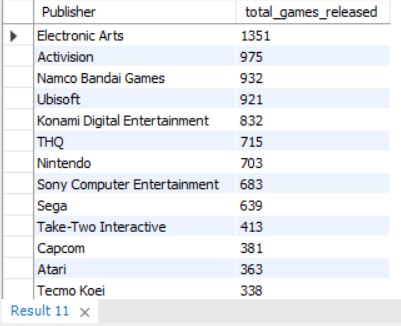 Publisher total_games_released
Electronic Arts 1351
Activision 975
Namco Bandai Games 932
Ubisoft 921
Konami Digital Entertainment 832
THQ 715
Nintendo 703
Sony Computer Entertainment 683
Sega 639
Take-Two Interactive 413
Capcom 381
Atari 363
Tecmo Koei 338
Result 11 ×